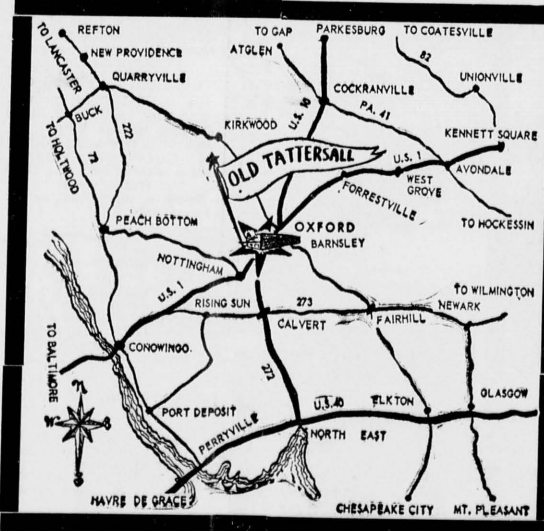 REFTON
NEW PROVIDENCE
QUARRYVILLE
TO LANCASTER
BUCK
222
72
TO HOLTWOOD
TO GAP
ATGLEN
PARKESBURG
TO COATESVILLE
82
UNIONVILLE
COCKRANVILLE
PA. 41
KIRKWOOD
KENNETT SQUARE
OLD TATTERSALL
U.S. 1
AVONDALE
WEST
GROVE
FORRESTVILLE
TO HOCKESSIN
PEACH BOTTOM
OXFORD
BARNSLEY
NOTTINGHAM
U.S. 1
RISING SUN
273
CALVERT
FAIRHILL
TO WILMINGTON
NEWARK
TO BALTIMORE
CONOWINGO.
272
PORT DEPOSIT
PERRYVILLE
U.S. 40
ELKTON
GLASGOW
NORTH EAST
N
W
S
HAVRE DE GRACE
CHESAPEAKE CITY
MT. PLEASANT